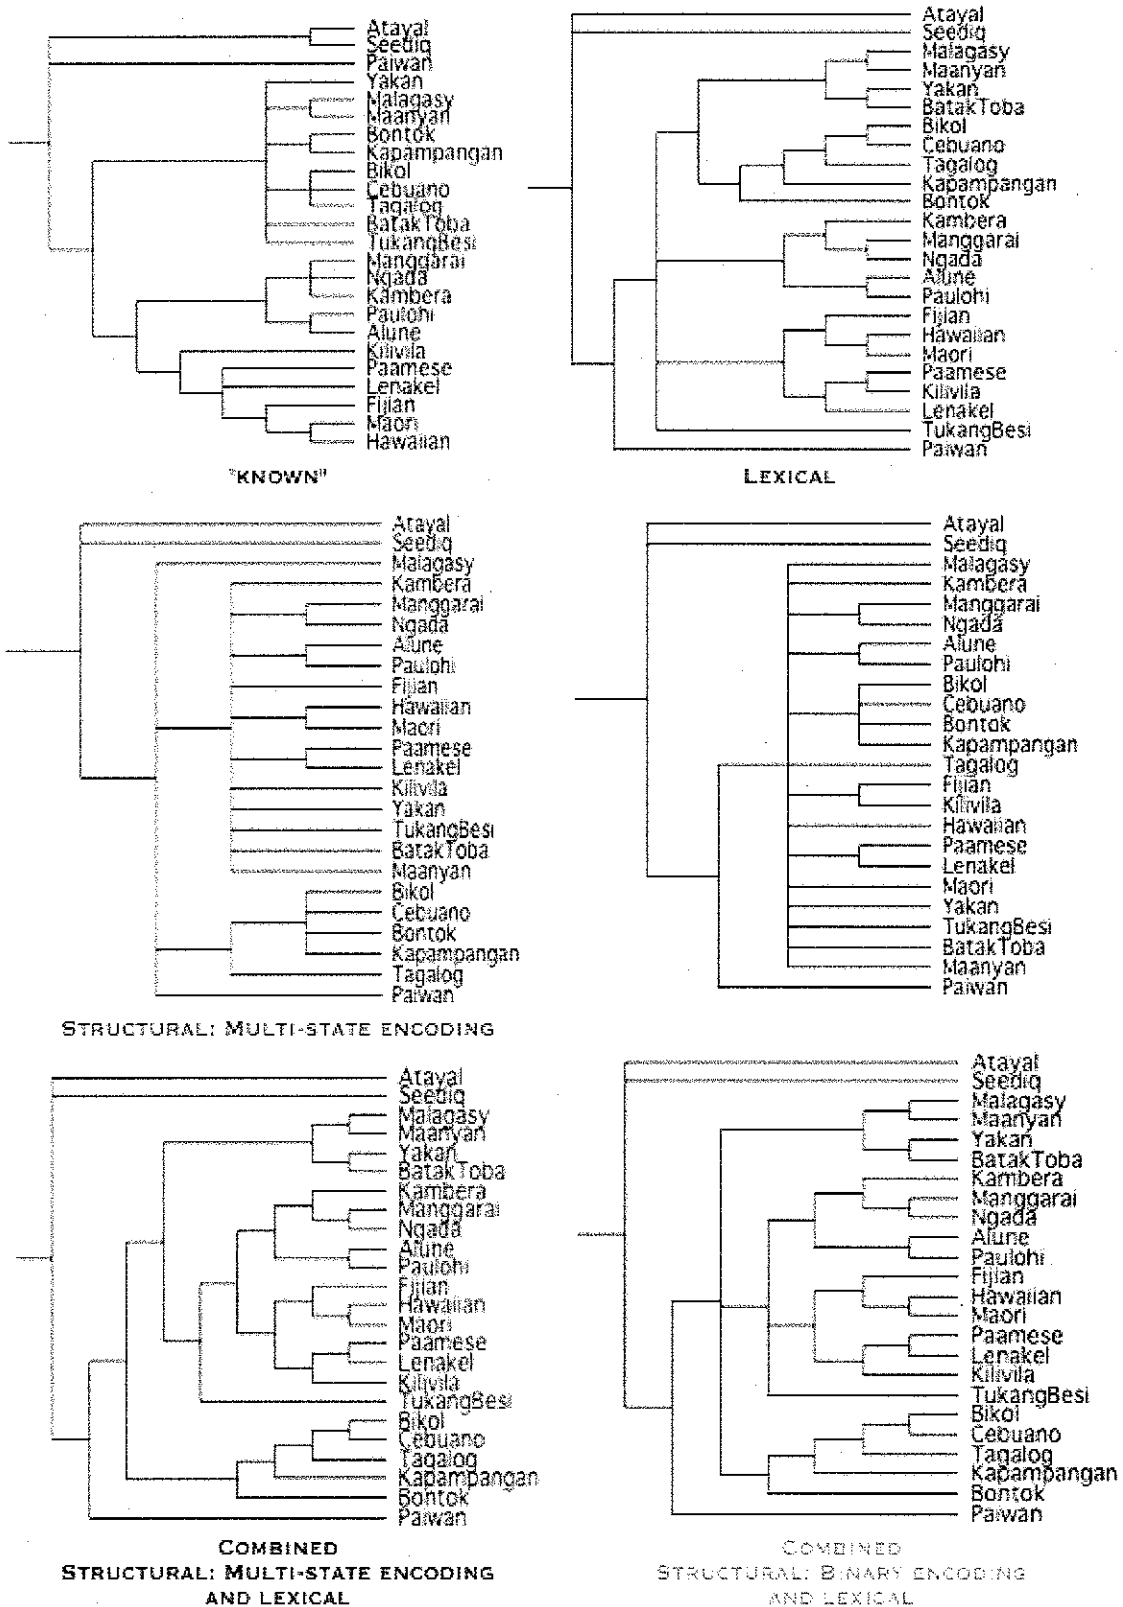 Atayal
Seediq
Paiwan
Yakan
Malagasy
Maanyan
Bontok
Kapampangan
Bikol
Cebuano
Tagalog
BatakToba
TukangBesi
Manggarai
Ngada
Kambera
Paulohi
Alune
Kilivila
Paamese
Lenakel
Fijian
Maori
Hawaiian
"KNOWN"
Atayal
Seediq
Malagasy
Maanyan
Yakan
BatakToba
Bikol
Cebuano
Tagalog
Kapampangan
Bontok
Kambera
Manggarai
Ngada
Alune
Paulohi
Fijian
Hawaiian
Maori
Paamese
Kilivila
Lenakel
TukangBesi
Paiwan
LEXICAL
Atayal
Seediq
Malagasy
Kambera
Manggarai
Ngada
Alune
Paulohi
Fijian
Hawaiian
Maori
Paamese
Lenakel
Kilivila
Yakan
TukangBesi
BatakToba
Maanyan
Bikol
Cebuano
Bontok
Kapampangan
Tagalog
Paiwan
STRUCTURAL: MULTI-STATE ENCODING
Atayal
Seediq
Malagasy
Kambera
Manggarai
Ngada
Alune
Paulohi
Bikol
Cebuano
Bontok
Kapampangan
Tagalog
Fijian
Kilivila
Hawaiian
Paamese
Lenakel
Maori
Yakan
TukangBesi
BatakToba
Maanyan
Paiwan
Atayal
Seediq
Malagasy
Maanyan
Yakan
BatakToba
Kambera
Manggarai
Ngada
Alune
Paulohi
Fijian
Hawaiian
Maori
Paamese
Lenakel
Kilivila
TukangBesi
Bikol
Cebuano
Tagalog
Kapampangan
Bontok
Paiwan
COMBINED
STRUCTURAL: MULTI-STATE ENCODING
AND LEXICAL
Atayal
Seediq
Malagasy
Maanyan
Yakan
BatakToba
Kambera
Manggarai
Ngada
Alune
Paulohi
Fijian
Hawaiian
Maori
Paamese
Lenakel
Kilivila
TukangBesi
Bikol
Cebuano
Tagalog
Kapampangan
Bontok
Paiwan
COMBINED
STRUCTURAL: BINARY ENCODING
AND LEXICAL